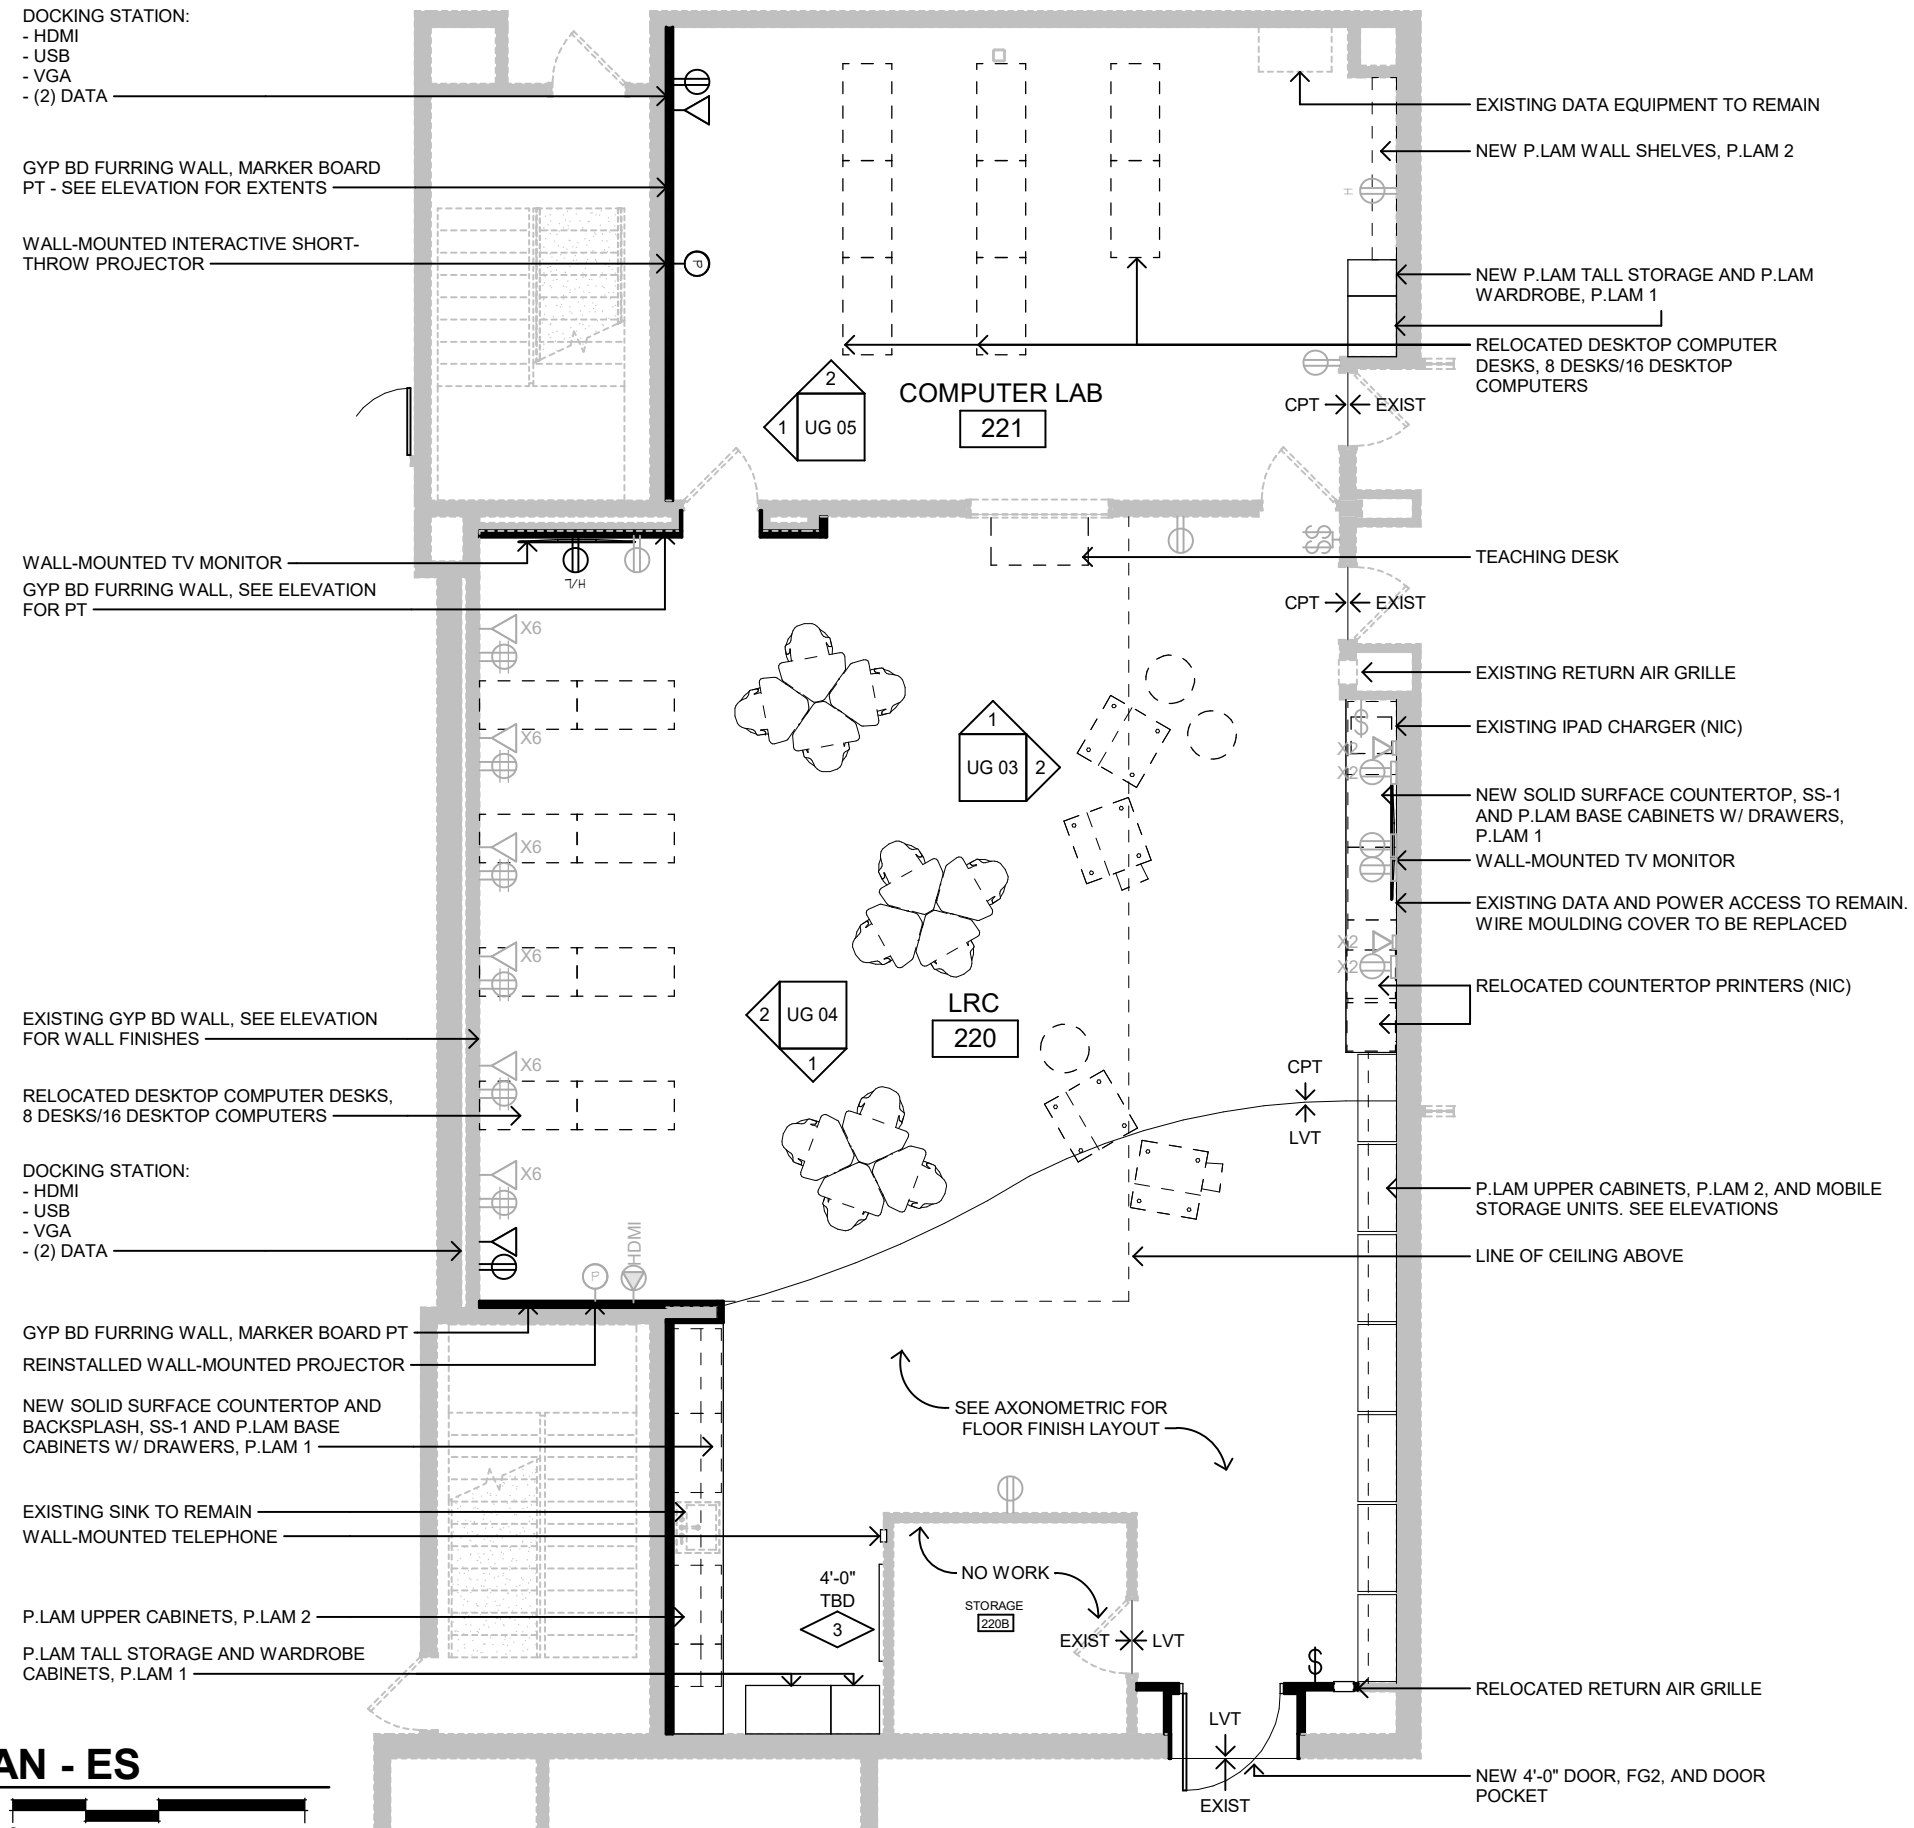 DOCKING STATION:
- HDMI
- USB
- VGA
- (2) DATA
GYP BD FURRING WALL, MARKER BOARD
PT - SEE ELEVATION FOR EXTENTS
WALL-MOUNTED INTERACTIVE SHORT-
THROW PROJECTOR
P
EXISTING DATA EQUIPMENT TO REMAIN
NEW P.LAM WALL SHELVES, P.LAM 2
H
NEW P.LAM TALL STORAGE AND P.LAM
WARDROBE, P.LAM 1
RELOCATED DESKTOP COMPUTER
DESKS, 8 DESKS/16 DESKTOP
COMPUTERS
2
1
UG 05
COMPUTER LAB
221
CPT
EXIST
WALL-MOUNTED TV MONITOR
GYP BD FURRING WALL, SEE ELEVATION
FOR PT
H/L
$$
TEACHING DESK
CPT
EXIST
X6
X6
X6
X6
X6
X6
EXISTING RETURN AIR GRILLE
$
EXISTING IPAD CHARGER (NIC)
X2
X2
1
UG 03
2
NEW SOLID SURFACE COUNTERTOP, SS-1
AND P.LAM BASE CABINETS W/ DRAWERS,
P.LAM 1
WALL-MOUNTED TV MONITOR
EXISTING DATA AND POWER ACCESS TO REMAIN.
WIRE MOULDING COVER TO BE REPLACED
X2
X2
RELOCATED COUNTERTOP PRINTERS (NIC)
2
UG 04
1
LRC
220
EXISTING GYP BD WALL, SEE ELEVATION
FOR WALL FINISHES
RELOCATED DESKTOP COMPUTER DESKS,
8 DESKS/16 DESKTOP COMPUTERS
CPT
LVT
DOCKING STATION:
- HDMI
- USB
- VGA
- (2) DATA
P.LAM UPPER CABINETS, P.LAM 2, AND MOBILE
STORAGE UNITS. SEE ELEVATIONS
LINE OF CEILING ABOVE
P
HDMI
GYP BD FURRING WALL, MARKER BOARD PT
REINSTALLED WALL-MOUNTED PROJECTOR
NEW SOLID SURFACE COUNTERTOP AND
BACKSPLASH, SS-1 AND P.LAM BASE
CABINETS W/ DRAWERS, P.LAM 1
SEE AXONOMETRIC FOR
FLOOR FINISH LAYOUT
EXISTING SINK TO REMAIN
WALL-MOUNTED TELEPHONE
NO WORK
4'-0"
TBD
3
STORAGE
220B
EXIST
LVT
P.LAM UPPER CABINETS, P.LAM 2
P.LAM TALL STORAGE AND WARDROBE
CABINETS, P.LAM 1
$
RELOCATED RETURN AIR GRILLE
LVT
EXIST
NEW 4'-0" DOOR, FG2, AND DOOR
POCKET
AN - ES